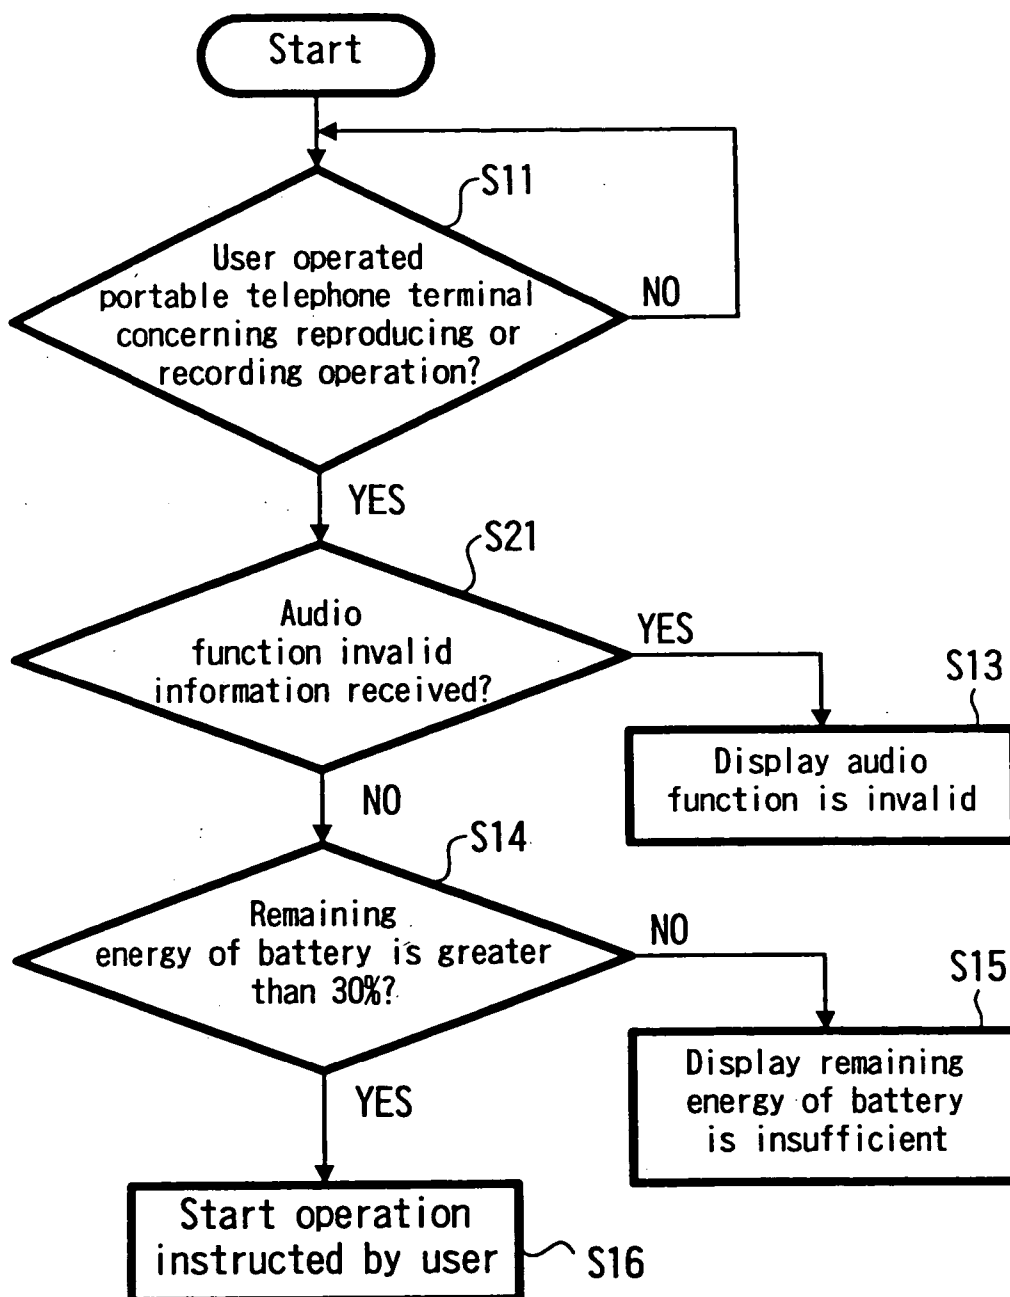 Start
S11
User operated
portable telephone terminal
concerning reproducing or
recording operation?
NO
YES
S21
Audio
function invalid
information received?
YES
S13
Display audio
function is invalid
NO
S14
Remaining
energy of battery is greater
than 30%?
NO
S15
Display remaining
energy of battery
is insufficient
YES
Start operation
instructed by user
S16